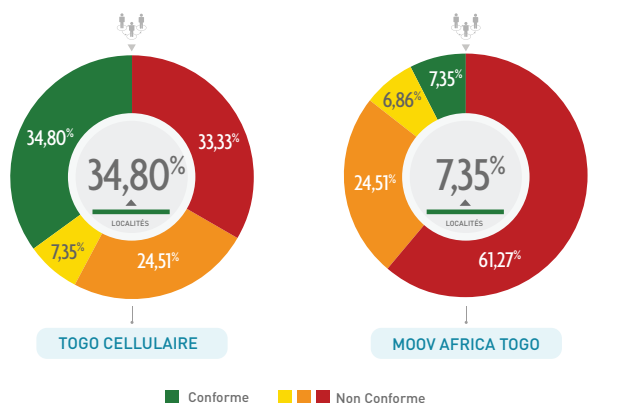 34,80%
33,33%
7,35%
24,51%
34,80%
LOCALITÉS
TOGO CELLULAIRE
7,35%
6,86%
24,51%
61,27%
7,35%
LOCALITÉS
MOOV AFRICA TOGO
Conforme
Non Conforme